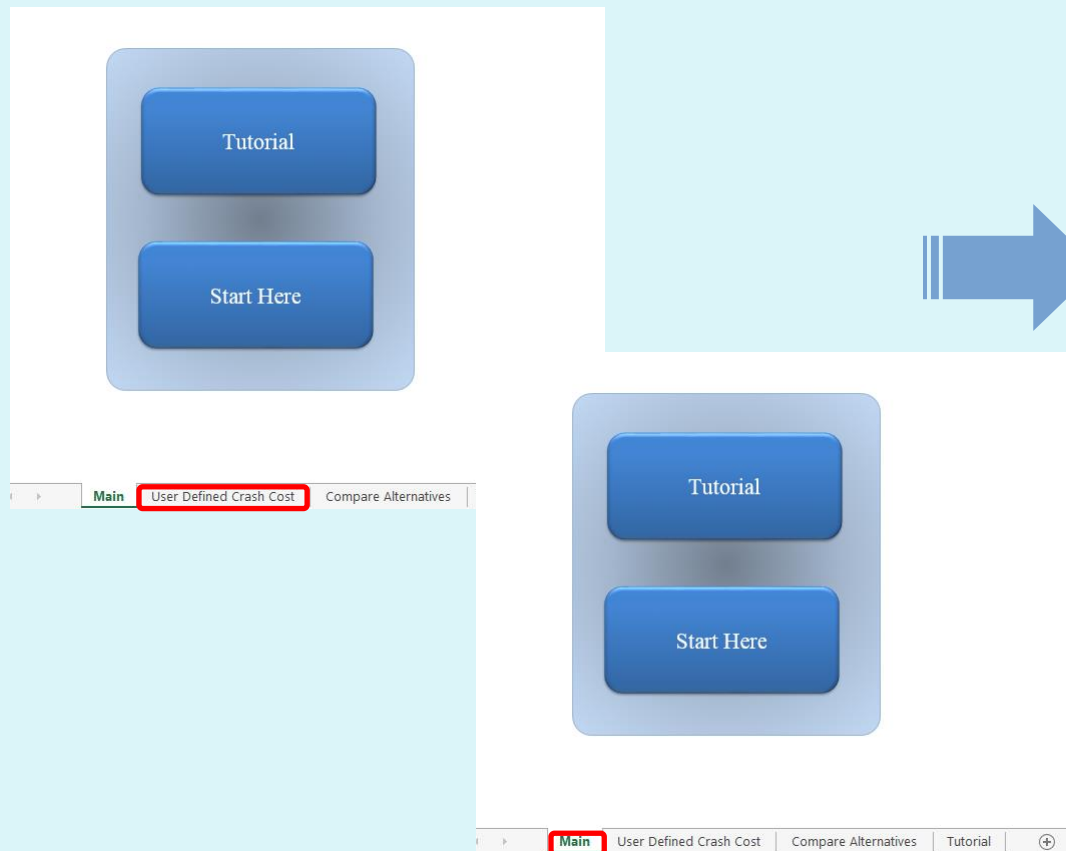 Tutorial
Start Here
Main User Defined Crash Cost Compare Alternatives
Tutorial
Start Here
Main User Defined Crash Cost Compare Alternatives Tutorial